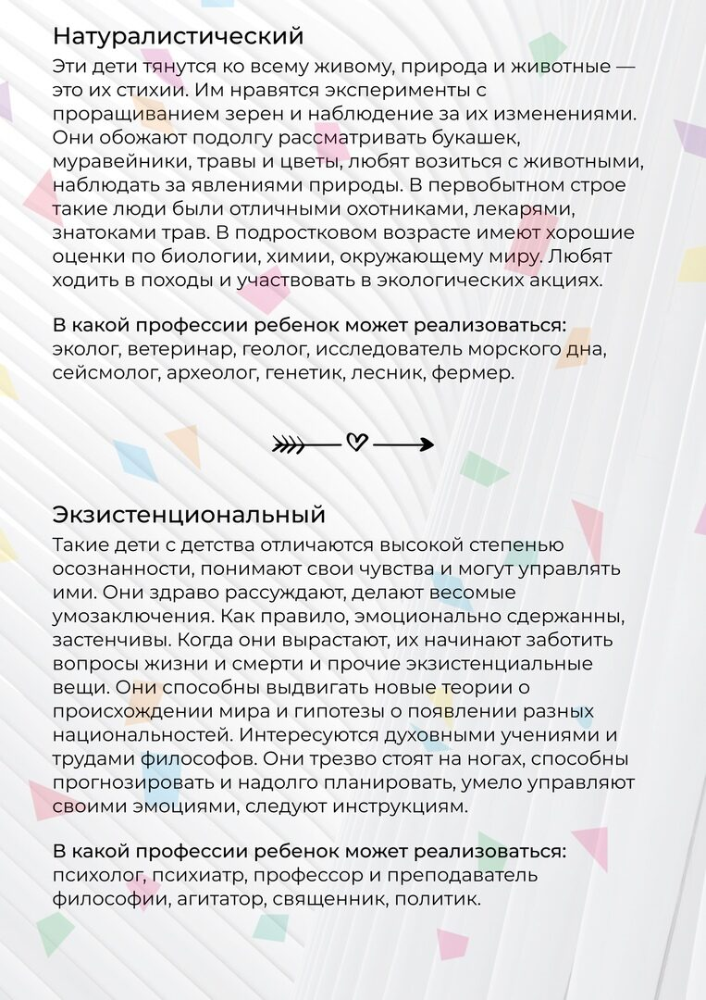 Натуралистический
Эти дети тянутся ко всему живому, природа и животные —
это их стихии. Им нравятся эксперименты с
проращиванием зерен и наблюдение за их изменениями.
Они обожают подолгу рассматривать букашек,
муравейники, травы и цветы, любят возиться с животными,
наблюдать за явлениями природы. В первобытном строе
такие люди были отличными охотниками, лекарями,
знатоками трав. В подростковом возрасте имеют хорошие
оценки по биологии, химии, окружающему миру. Любят
ходить в походы и участвовать в экологических акциях.
В какой профессии ребенок может реализоваться:
эколог, ветеринар, геолог, исследователь морского дна,
сейсмолог, археолог, генетик, лесник, фермер.
Экзистенциональный
Такие дети с детства отличаются высокой степенью
осознанности, понимают свои чувства и могут управлять
ими. Они здраво рассуждают, делают весомые
умозаключения. Как правило, эмоционально сдержанны,
застенчивы. Когда они вырастают, их начинают заботить
вопросы жизни и смерти и прочие экзистенциальные
вещи. Они способны выдвигать новые теории о
происхождении мира и гипотезы о появлении разных
национальностей. Интересуются духовными учениями и
трудами философов. Они трезво стоят на ногах, способны
прогнозировать и надолго планировать, умело управляют
своими эмоциями, следуют инструкциям.
В какой профессии ребенок может реализоваться:
психолог, психиатр, профессор и преподаватель
философии, агитатор, священник, политик.